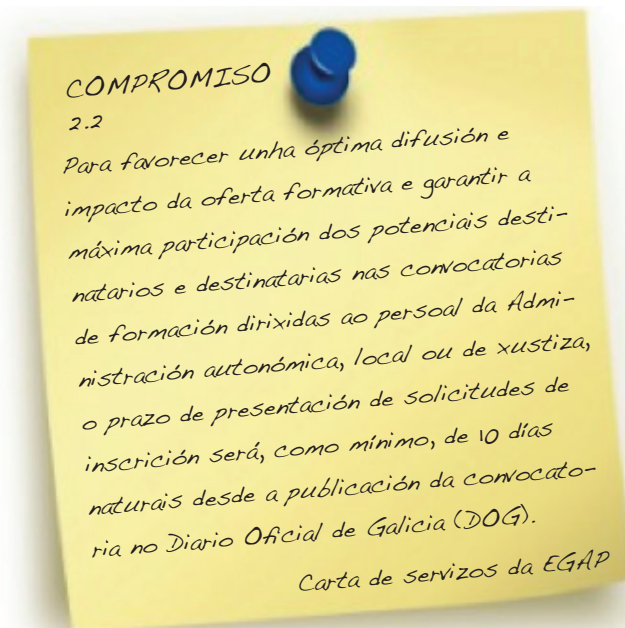 COMPROMISO
2.2
Para favorecer unha óptima difusión e
impacto da oferta formativa e garantir a
máxima participación dos potenciais desti-
natarios e destinatarias nas convocatorias
de formación dirixidas ao persoal da Admi-
nistración autonómica, local ou de xustiza,
o prazo de presentación de solicitudes de
inscrición será, como mínimo, de 10 días
naturais desde a publicación da convocato-
ria no Diario Oficial de Galicia (DOG).
Carta de servizos da EGAP